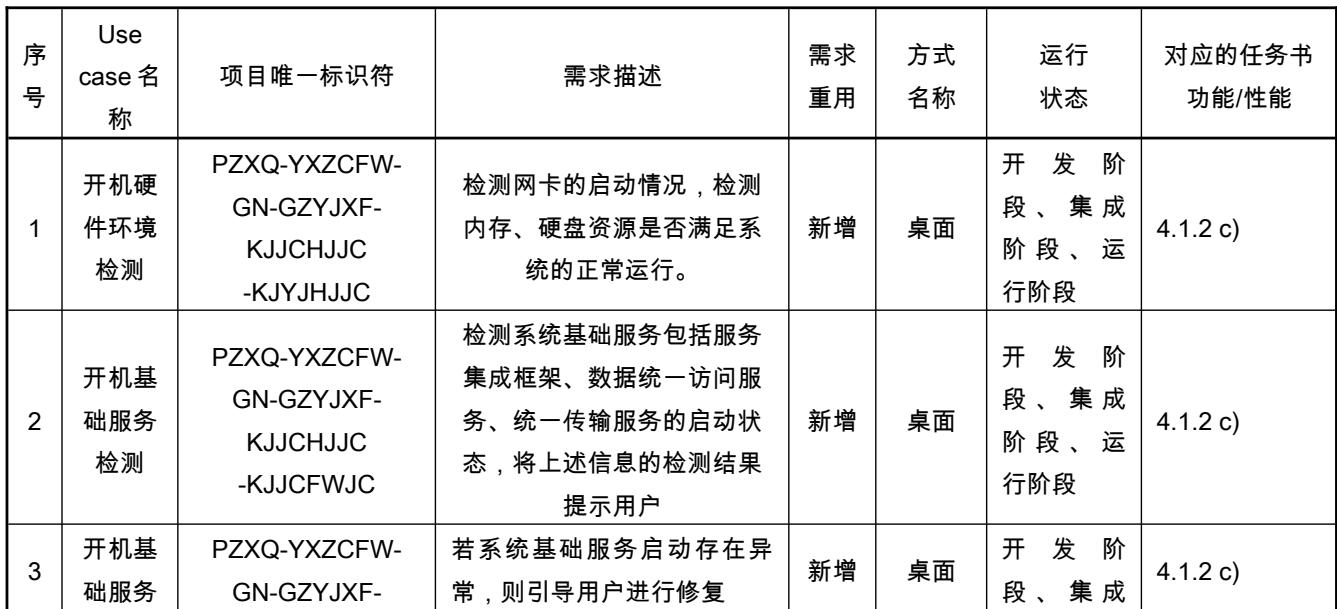 序号
Use case 名称
项目唯一标识符
需求描述
需求重用
方式名称
运行状态
对应的任务书功能/性能
1
开机硬件环境检测
PZXQ-YXZCFW-
GN-GZYJXF-
KJJCHJJC
-KJYJHJJC
检测网卡的启动情况，检测
内存、硬盘资源是否满足系
统的正常运行。
新增
桌面
开发阶
段、集成
阶段、运
行阶段
4.1.2 c)
2
开机基
础服务
检测
PZXQ-YXZCFW-
GN-GZYJXF-
KJJCHJJC
-KJJCFWJC
检测系统基础服务包括服务
集成框架、数据统一访问服
务、统一传输服务的启动状
态，将上述信息的检测结果
提示用户
新增
桌面
开发阶
段、集成
阶段、运
行阶段
4.1.2 c)
3
开机基
础服务
PZXQ-YXZCFW-
GN-GZYJXF-
若系统基础服务启动存在异
常，则引导用户进行修复
新增
桌面
开发阶
段、集成
4.1.2 c)